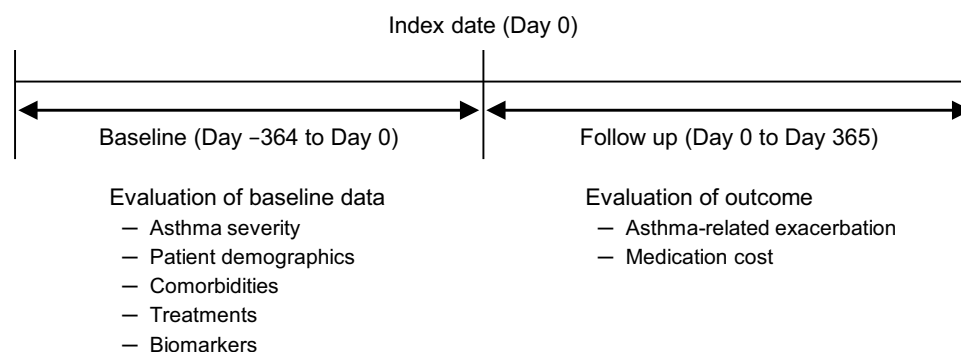 Index date (Day 0)
Baseline (Day –364 to Day 0)
Follow up (Day 0 to Day 365)
Evaluation of baseline data
– Asthma severity
– Patient demographics
– Comorbidities
– Treatments
– Biomarkers
Evaluation of outcome
– Asthma-related exacerbation
– Medication cost